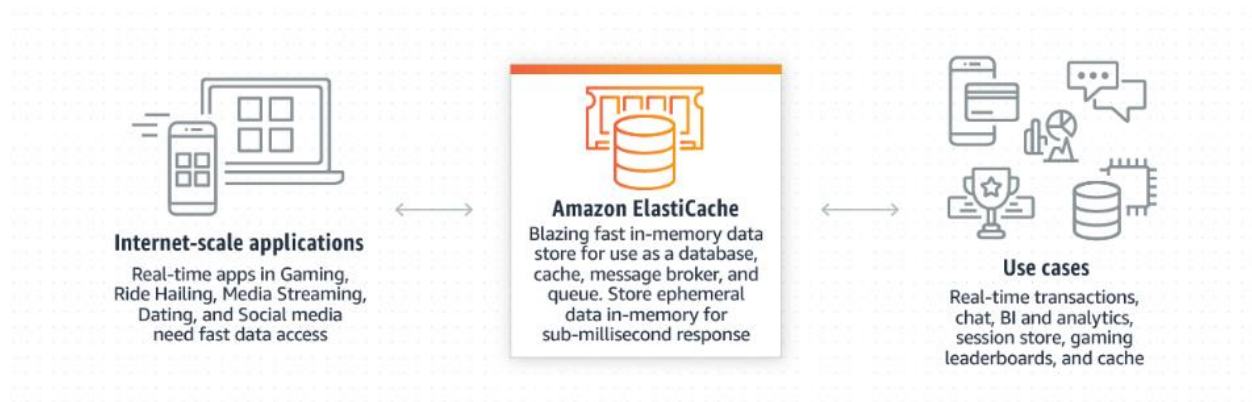 Internet-scale applications
Real-time apps in Gaming,
Ride Hailing, Media Streaming,
Dating, and Social media
need fast data access
Amazon ElastiCache
Blazing fast in-memory data
store for use as a database,
cache, message broker, and
queue. Store ephemeral
data in-memory for
sub-millisecond response
Use cases
Real-time transactions,
chat, BI and analytics,
session store, gaming
leaderboards, and cache